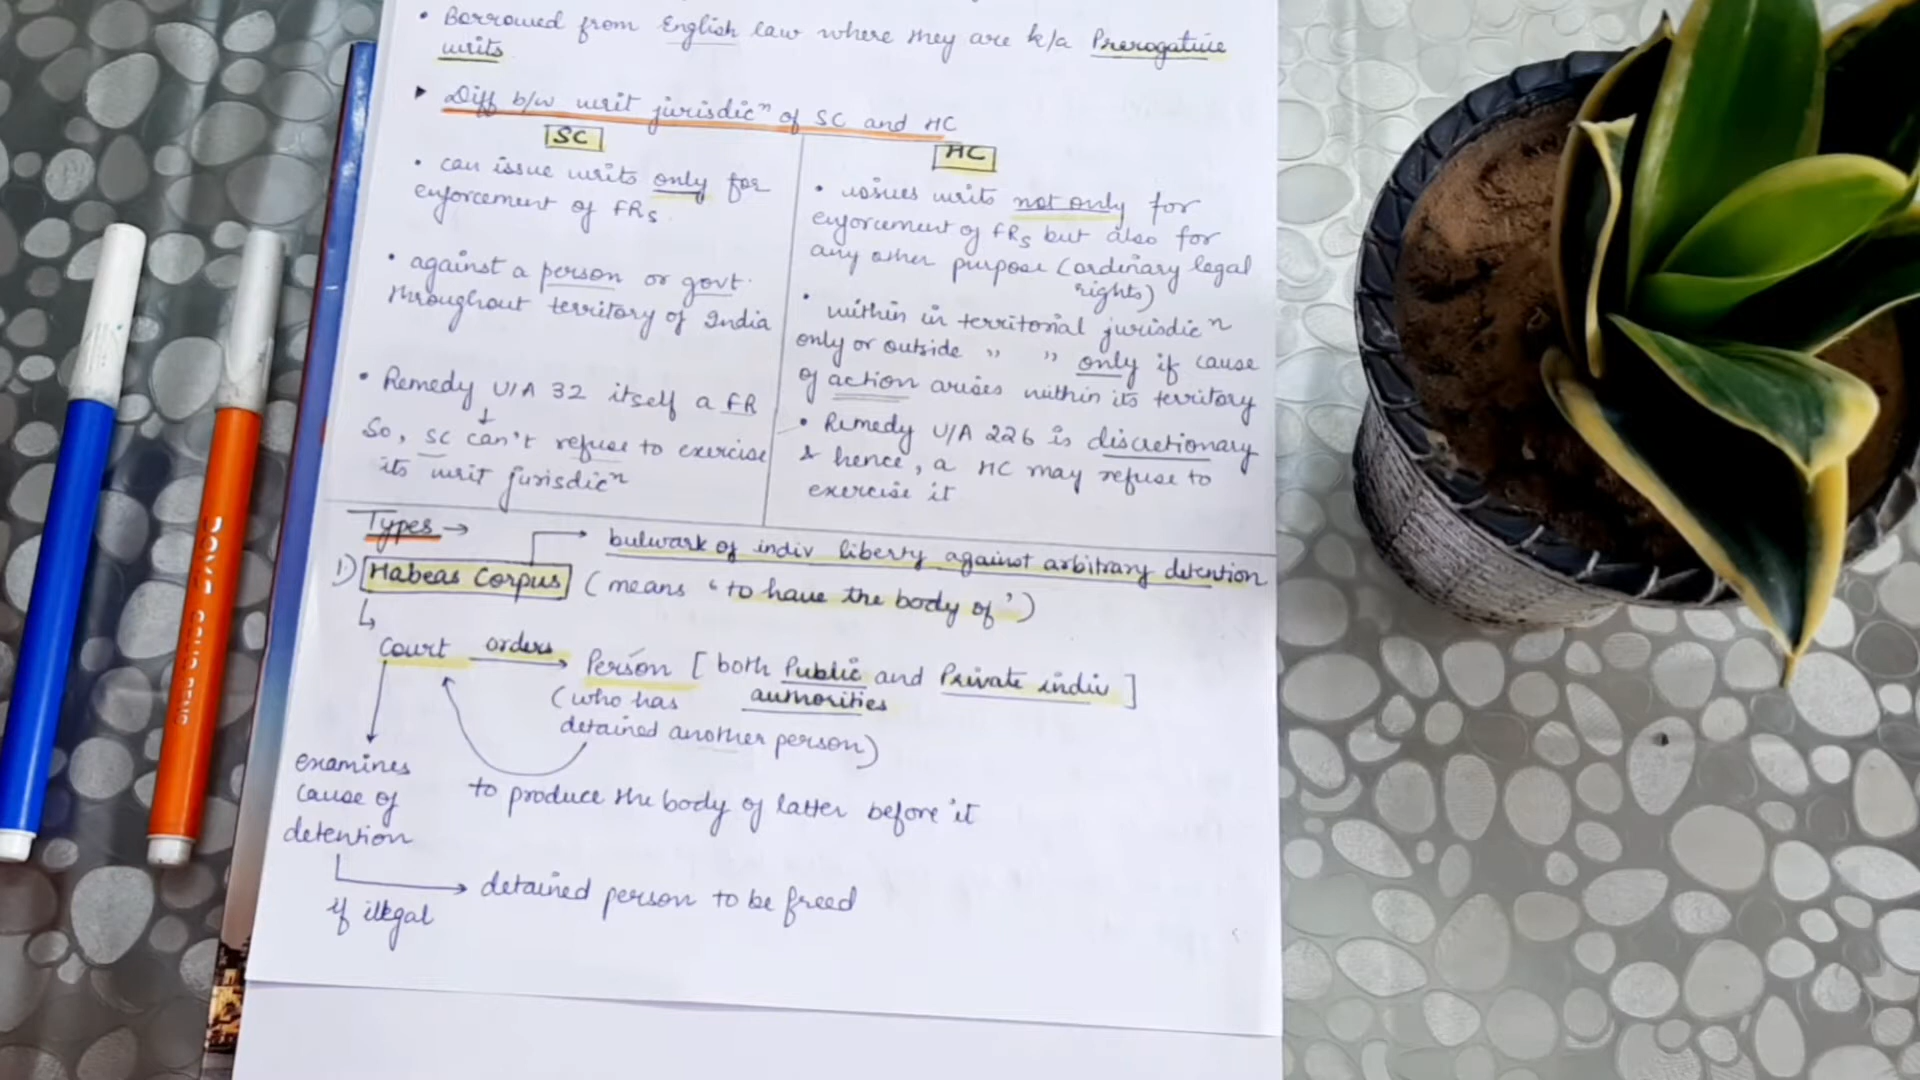 • Borrowed from English law where they are k/a Prerogative
writs
▸ Diff b/w writ jurisdicⁿ of SC and HC
SC
• can issue writs only for
enforcement of FRs
• against a person or govt.
throughout territory of India
• Remedy U/A 32 itself a FR
↓
So, SC can't refuse to exercise
its writ jurisdicⁿ
HC
• issues writs not only for
enforcement of FRs but also for
any other purpose (ordinary legal
rights)
• within in territorial jurisdicⁿ
only or outside " " only if cause
of action arises within its territory
• Remedy U/A 226 is discretionary
& hence, a HC may refuse to
exercise it
Types →
→ bulwark of indiv liberty against arbitrary detention
1.) Habeas Corpus (means "to have the body of')
↳
Court orders → Person [both Public and Private indiv]
(who has authorities
detained another person)
to produce the body of latter before it
examines
cause of
detention
→ detained person to be freed
if illegal